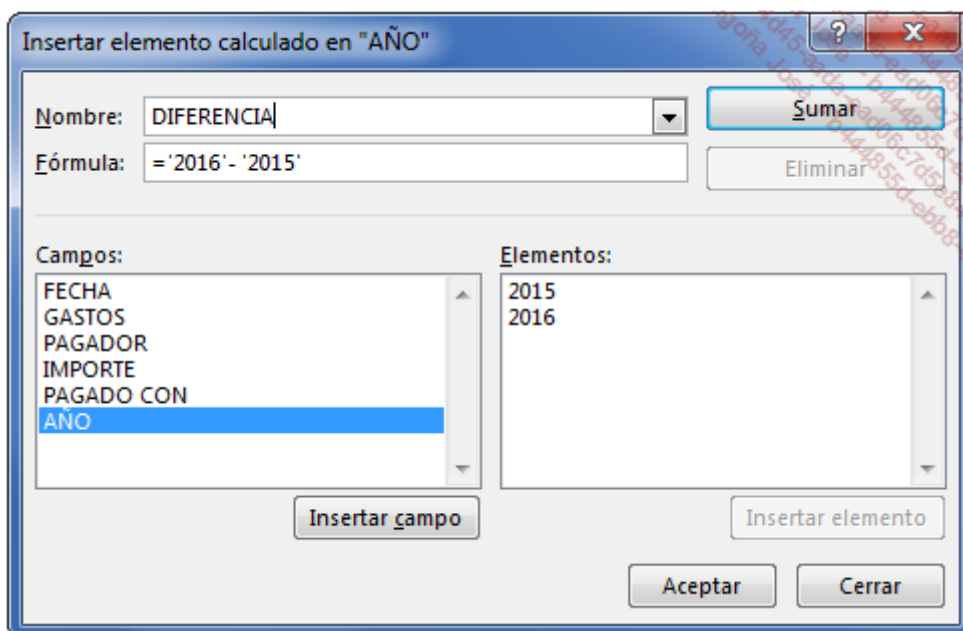 Insertar elemento calculado en "AÑO"
Nombre: DIFERENCIA
Sumar
Fórmula: ='2016'- '2015'
Eliminar
Campos:
FECHA
GASTOS
PAGADOR
IMPORTE
PAGADO CON
AÑO
Insertar campo
Elementos:
2015
2016
Insertar elemento
Aceptar
Cerrar